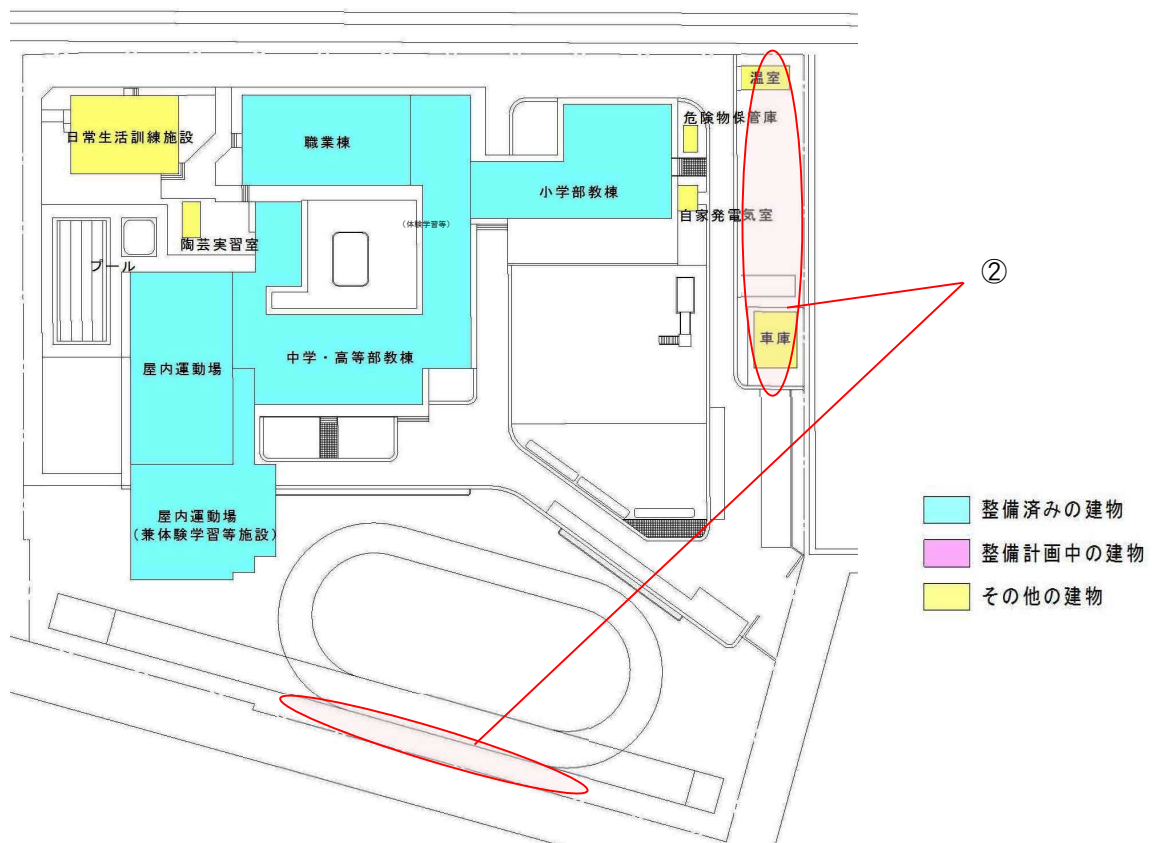 温室
危険物保管庫
日常生活訓練施設
職業棟
小学部教棟
自家発電気室
(体験学習等)
陶芸実習室
プール
②
車庫
中学・高等部教棟
屋内運動場
屋内運動場
(兼体験学習等施設)
整備済みの建物
整備計画中の建物
その他の建物